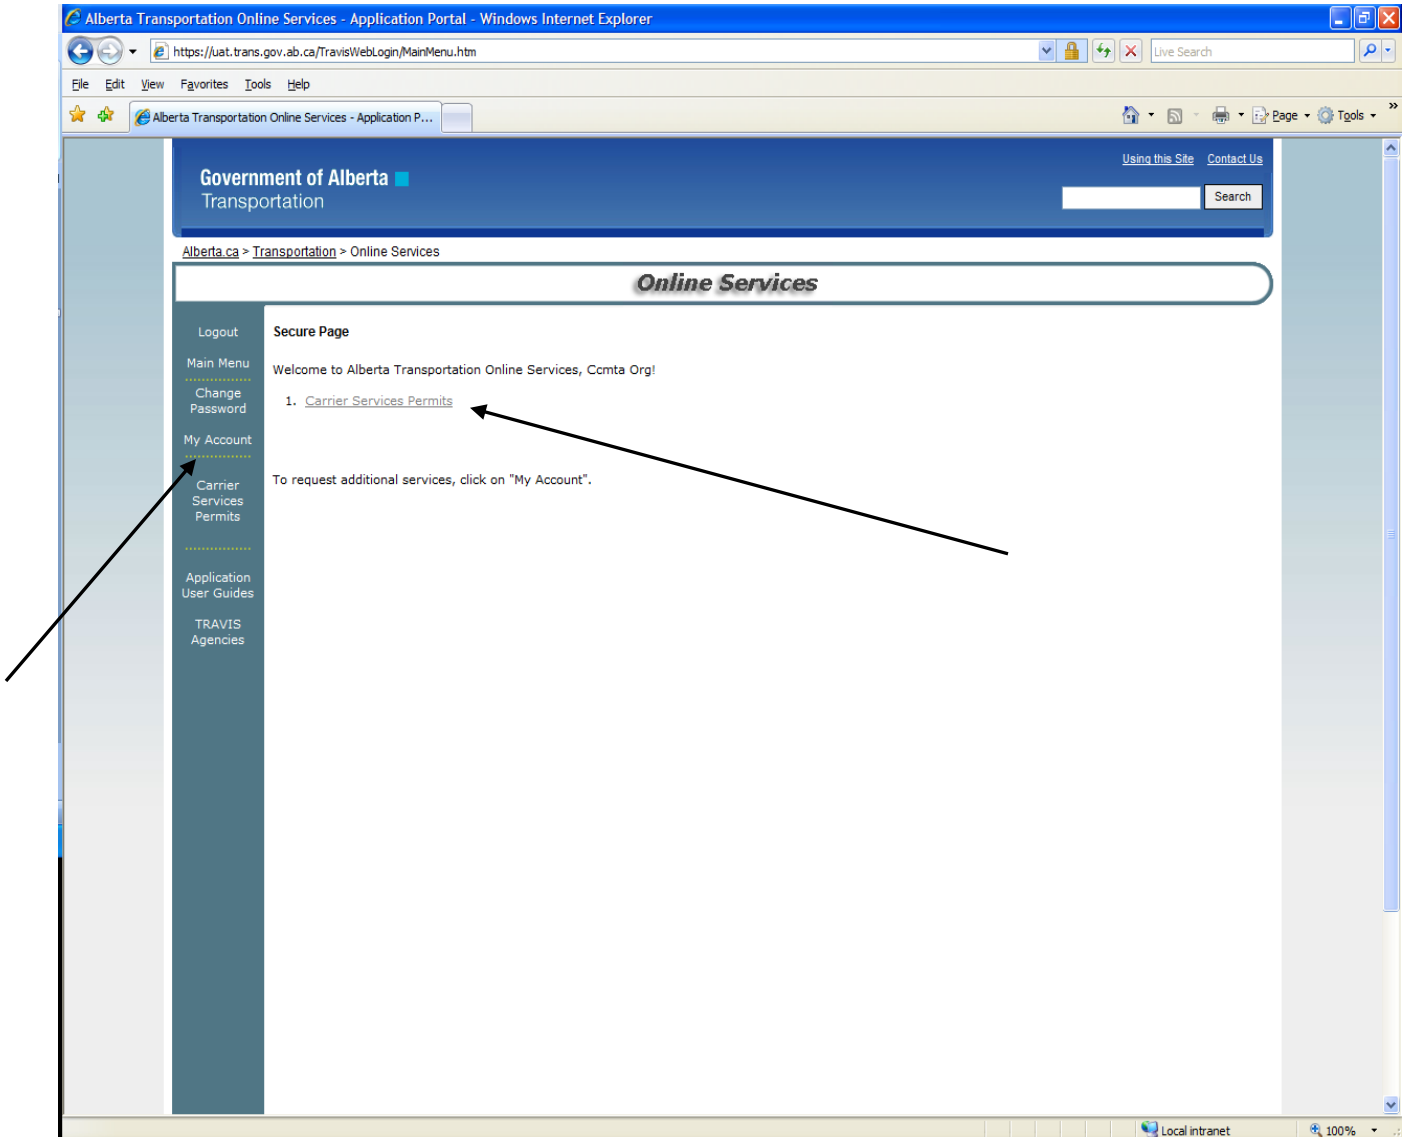 Alberta Transportation Online Services - Application Portal - Windows Internet Explorer
https://uat.trans.gov.ab.ca/TravisWebLogin/MainMenu.htm
Live Search
File Edit View Favorites Tools Help
Alberta Transportation Online Services - Application P...
Page Tools »
Using this Site Contact Us
Government of Alberta
Transportation
Search
Alberta.ca > Transportation > Online Services
Online Services
Logout
Main Menu
Change
Password
My Account
Carrier
Services
Permits
Application
User Guides
TRAVIS
Agencies
Secure Page
Welcome to Alberta Transportation Online Services, Ccmta Org!
1. Carrier Services Permits
To request additional services, click on "My Account".
Local intranet
100%